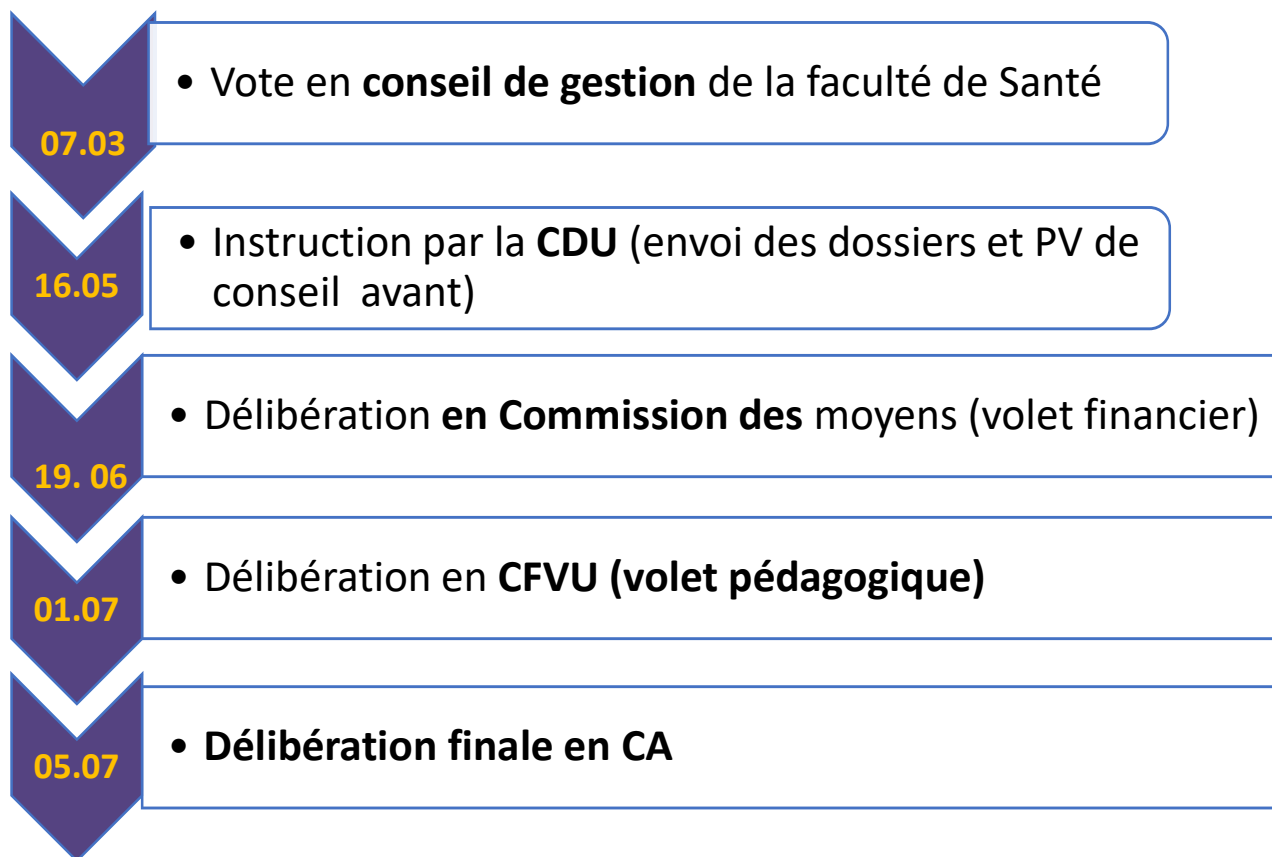 • Vote en conseil de gestion de la faculté de Santé
07.03
• Instruction par la CDU (envoi des dossiers et PV de
conseil  avant)
16.05
• Délibération en Commission des moyens (volet financier)
19. 06
• Délibération en CFVU (volet pédagogique)
01.07
• Délibération finale en CA
05.07